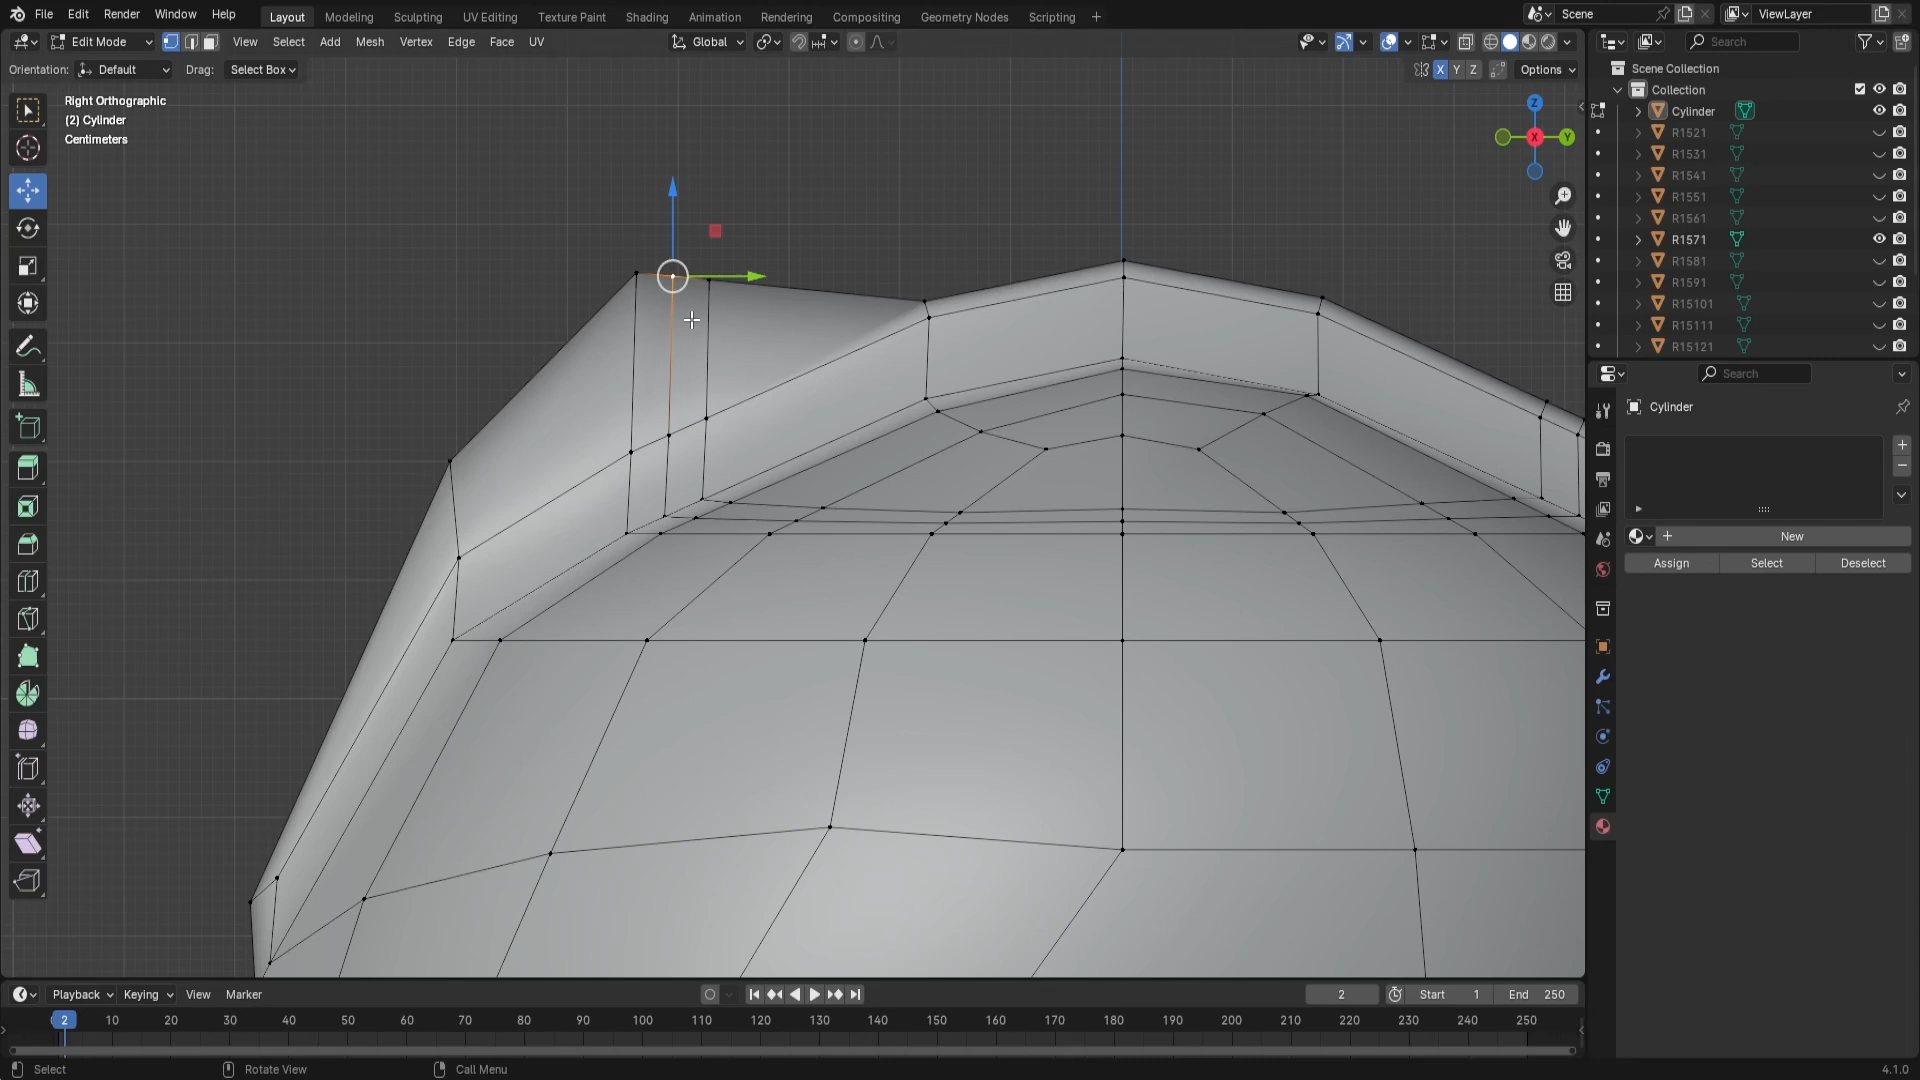 File Edit Render Window Help Layout Modeling Sculpting UV Editing Texture Paint Shading Animation Rendering Compositing Geometry Nodes Scripting + Scene ViewLayer
Edit Mode View Select Add Mesh Vertex Edge Face UV Global Search
Orientation: Default Drag: Select Box X Y Z Options
Right Orthographic
(2) Cylinder
Centimeters
Z
X
Y
Scene Collection
Collection
Cylinder
R1521
R1531
R1541
R1551
R1561
R1571
R1581
R1591
R15101
R15111
R15121
Search
Cylinder
New
Assign Select Deselect
Playback Keying View Marker 2 Start 1 End 250
2 10 20 30 40 50 60 70 80 90 100 110 120 130 140 150 160 170 180 190 200 210 220 230 240 250
Select Rotate View Call Menu 4.1.0